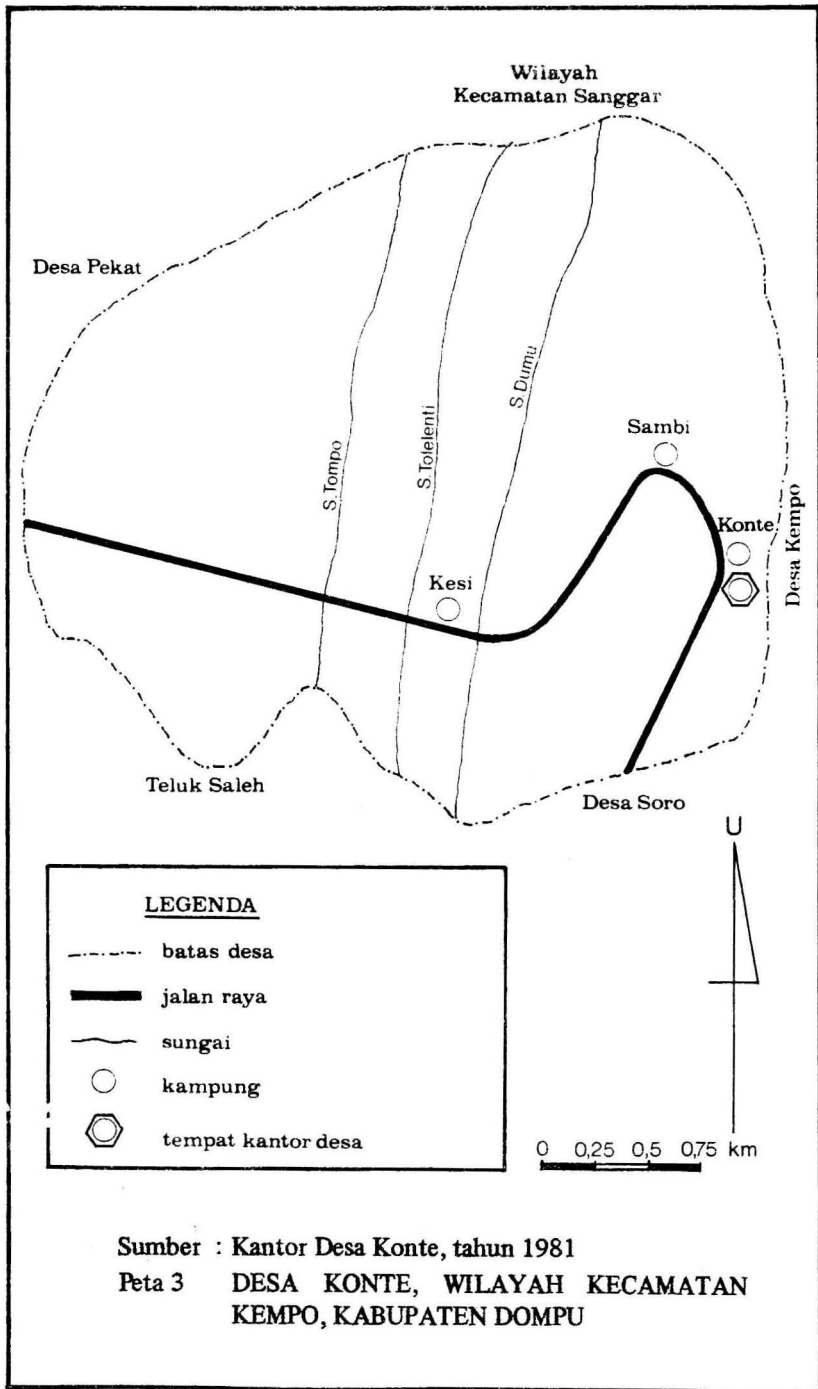 Wilayah
Kecamatan Sanggar
Desa Pekat
S.Tompo
S.Tolelenti
S.Dumu
Sambi
Konte
Desa Kempo
Kesi
Teluk Saleh
Desa Soro
U
LEGENDA
batas desa
jalan raya
sungai
kampung
tempat kantor desa
0 0,25 0,5 0,75 km
Sumber : Kantor Desa Konte, tahun 1981
Peta 3 DESA KONTE, WILAYAH KECAMATAN
KEMPO, KABUPATEN DOMPU